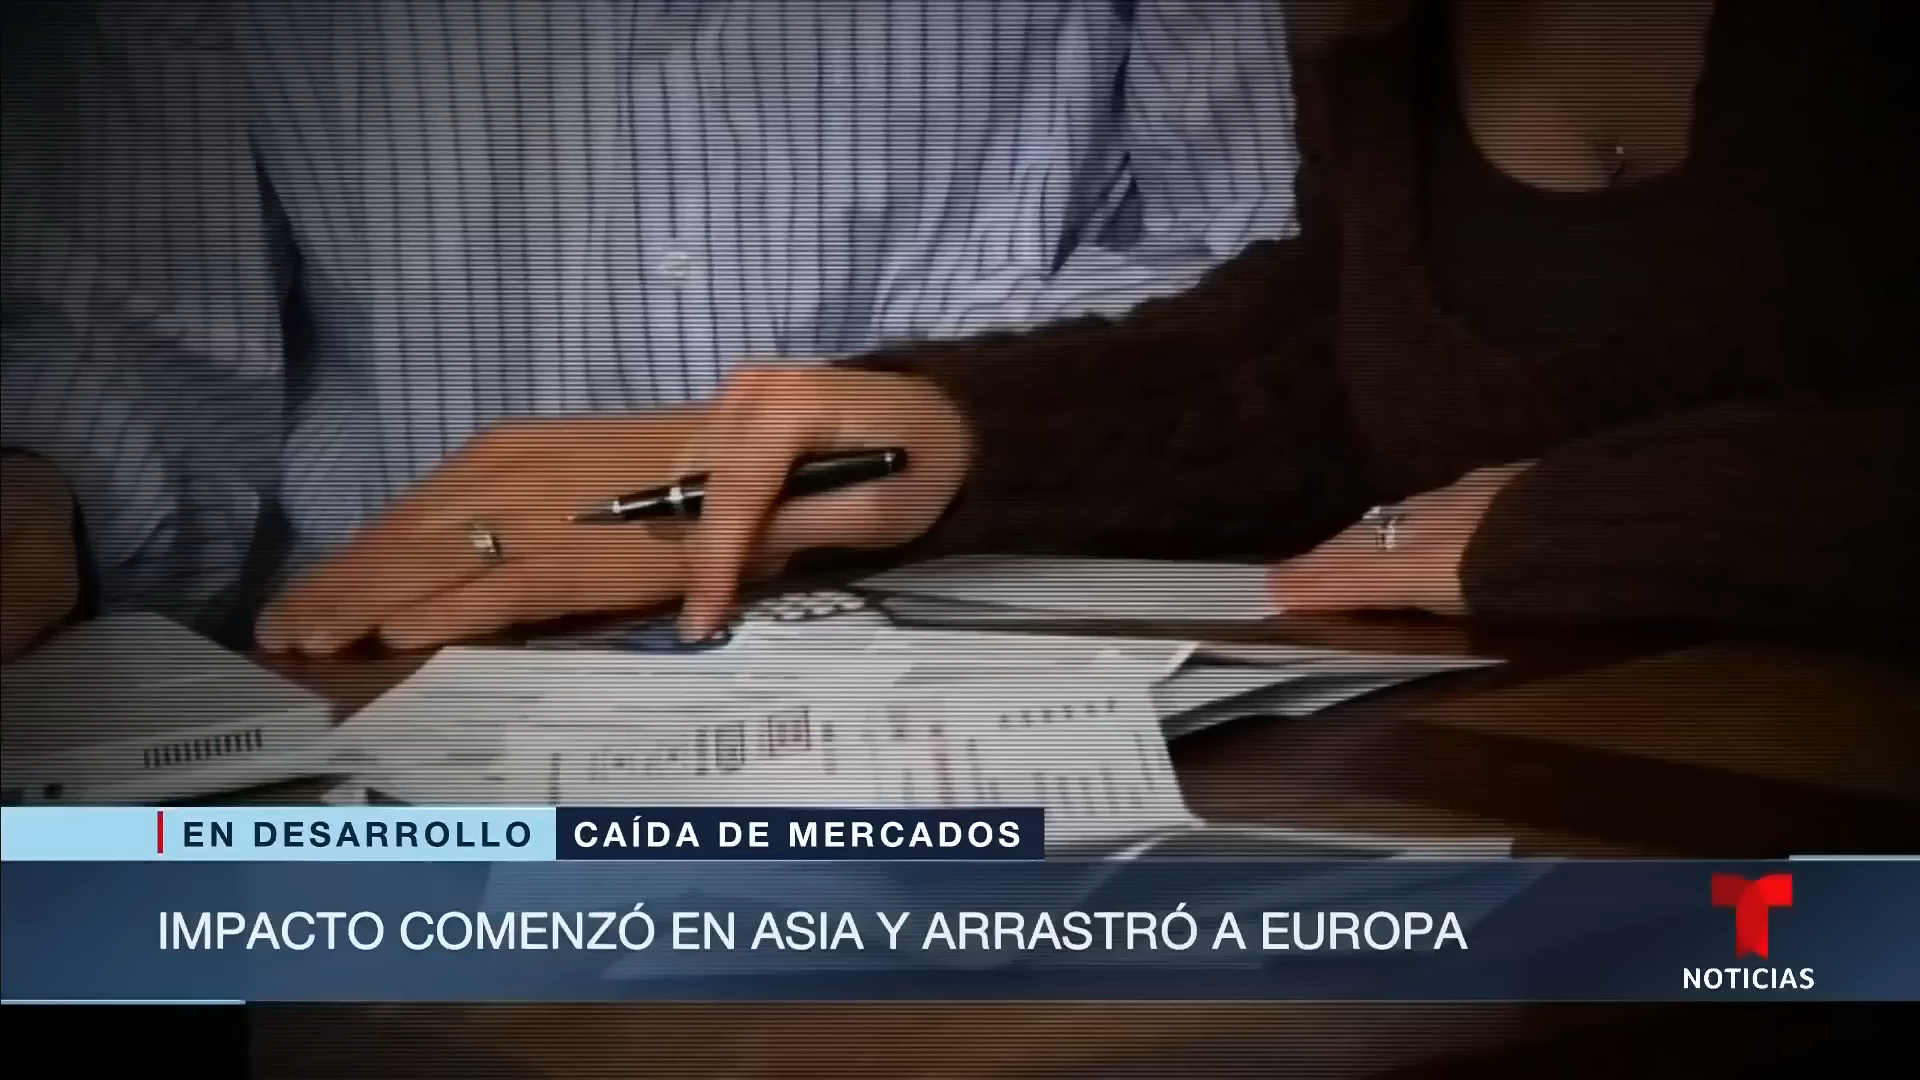 EN DESARROLLO CAÍDA DE MERCADOS
IMPACTO COMENZÓ EN ASIA Y ARRASTRÓ A EUROPA
NOTICIAS